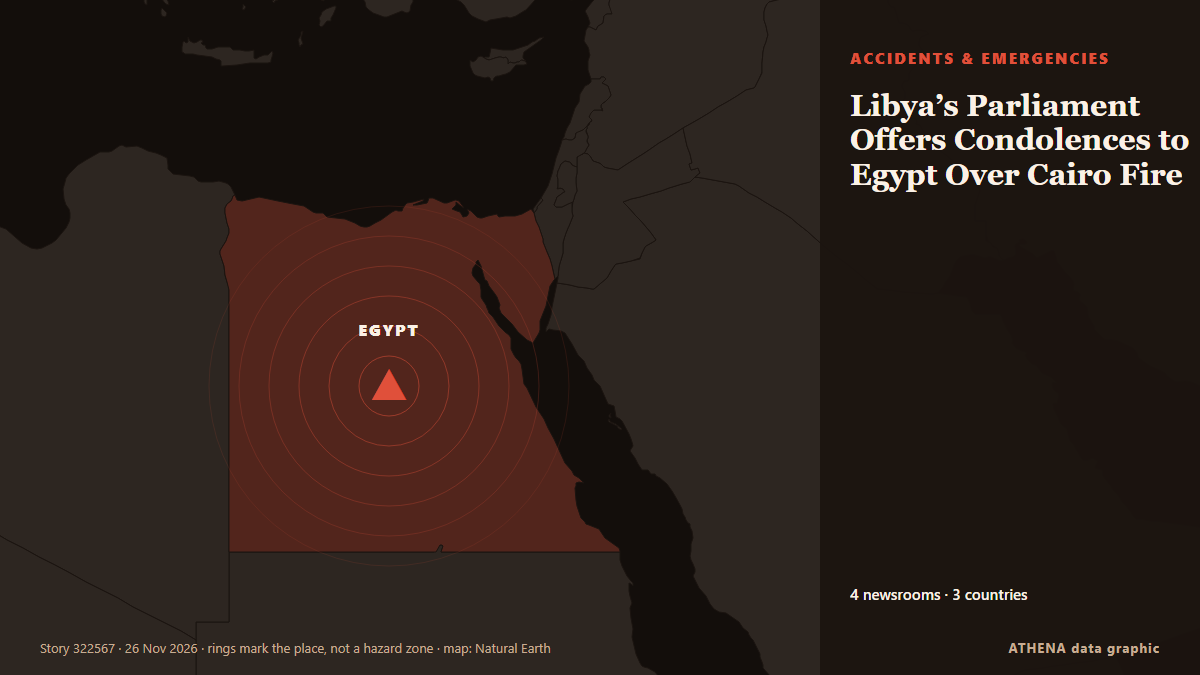 ACCIDENTS & EMERGENCIES
Libya’s Parliament
Offers Condolences to
Egypt Over Cairo Fire
EGYPT
4 newsrooms · 3 countries
Story 322567 · 26 Nov 2026 · rings mark the place, not a hazard zone · map: Natural Earth
ATHENA data graphic